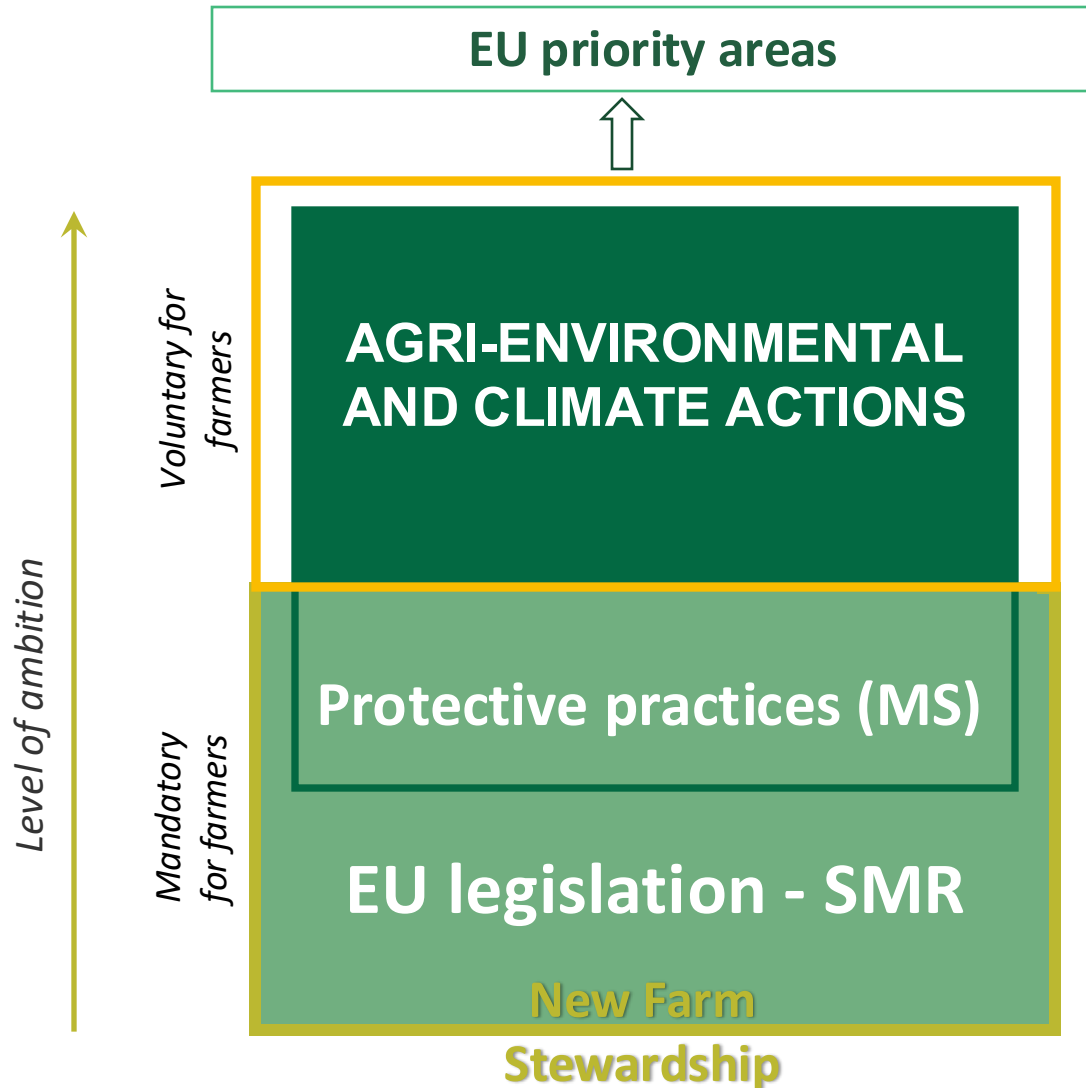 EU priority areas
Voluntary for
farmers
AGRI-ENVIRONMENTAL
AND CLIMATE ACTIONS
Level of ambition
Mandatory
for farmers
Protective practices (MS)
EU legislation - SMR
New Farm
Stewardship